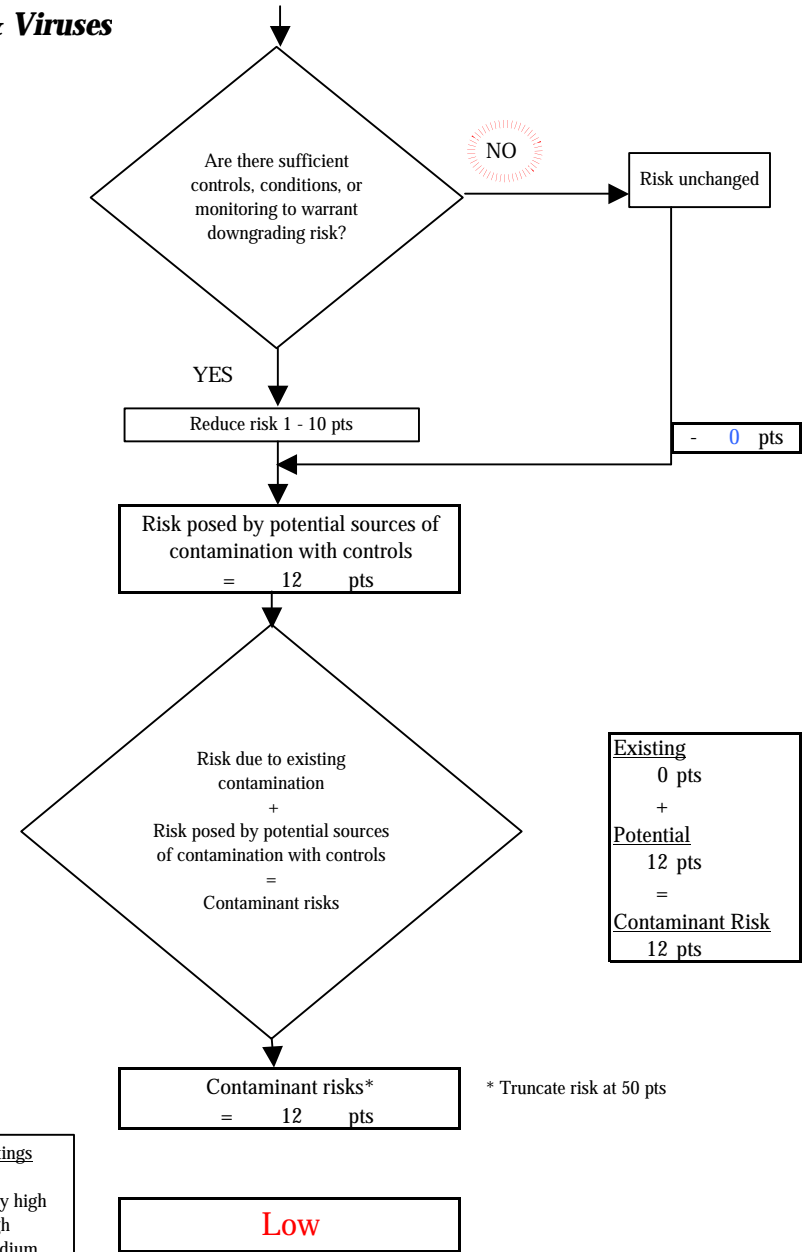 & Viruses
Are there sufficient
controls, conditions, or
monitoring to warrant
downgrading risk?
NO
Risk unchanged
YES
Reduce risk 1 - 10 pts
- 0 pts
Risk posed by potential sources of
contamination with controls
= 12 pts
Risk due to existing
contamination
+
Risk posed by potential sources
of contamination with controls
=
Contaminant risks
Existing
0 pts
+
Potential
12 pts
=
Contaminant Risk
12 pts
Contaminant risks*
= 12 pts
* Truncate risk at 50 pts
Low